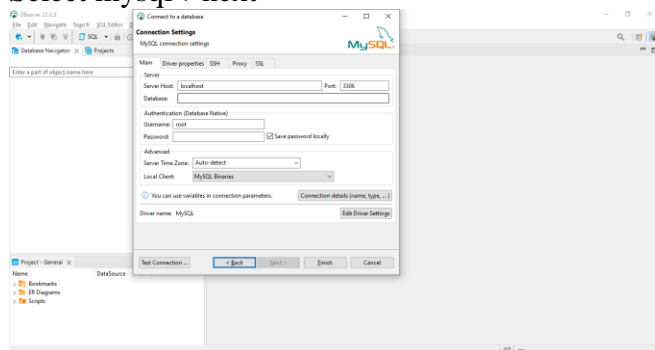 Select mysql / next
DBeaver 22.0.5
File Edit Navigate Search SQL Editor
SQL
Database Navigator Projects
Enter a part of object name here
Connect to a database
Connection Settings
MySQL connection settings
MySQL
Main Driver properties SSH Proxy SSL
Server
Server Host: localhost Port: 3306
Database:
Authentication (Database Native)
Username: root
Password: Save password locally
Advanced
Server Time Zone: Auto-detect
Local Client: MySQL Binaries
You can use variables in connection parameters. Connection details (name, type, ...)
Driver name: MySQL Edit Driver Settings
Test Connection ... < Back Next > Finish Cancel
Project - General
Name DataSource
Bookmarks
ER Diagrams
Scripts